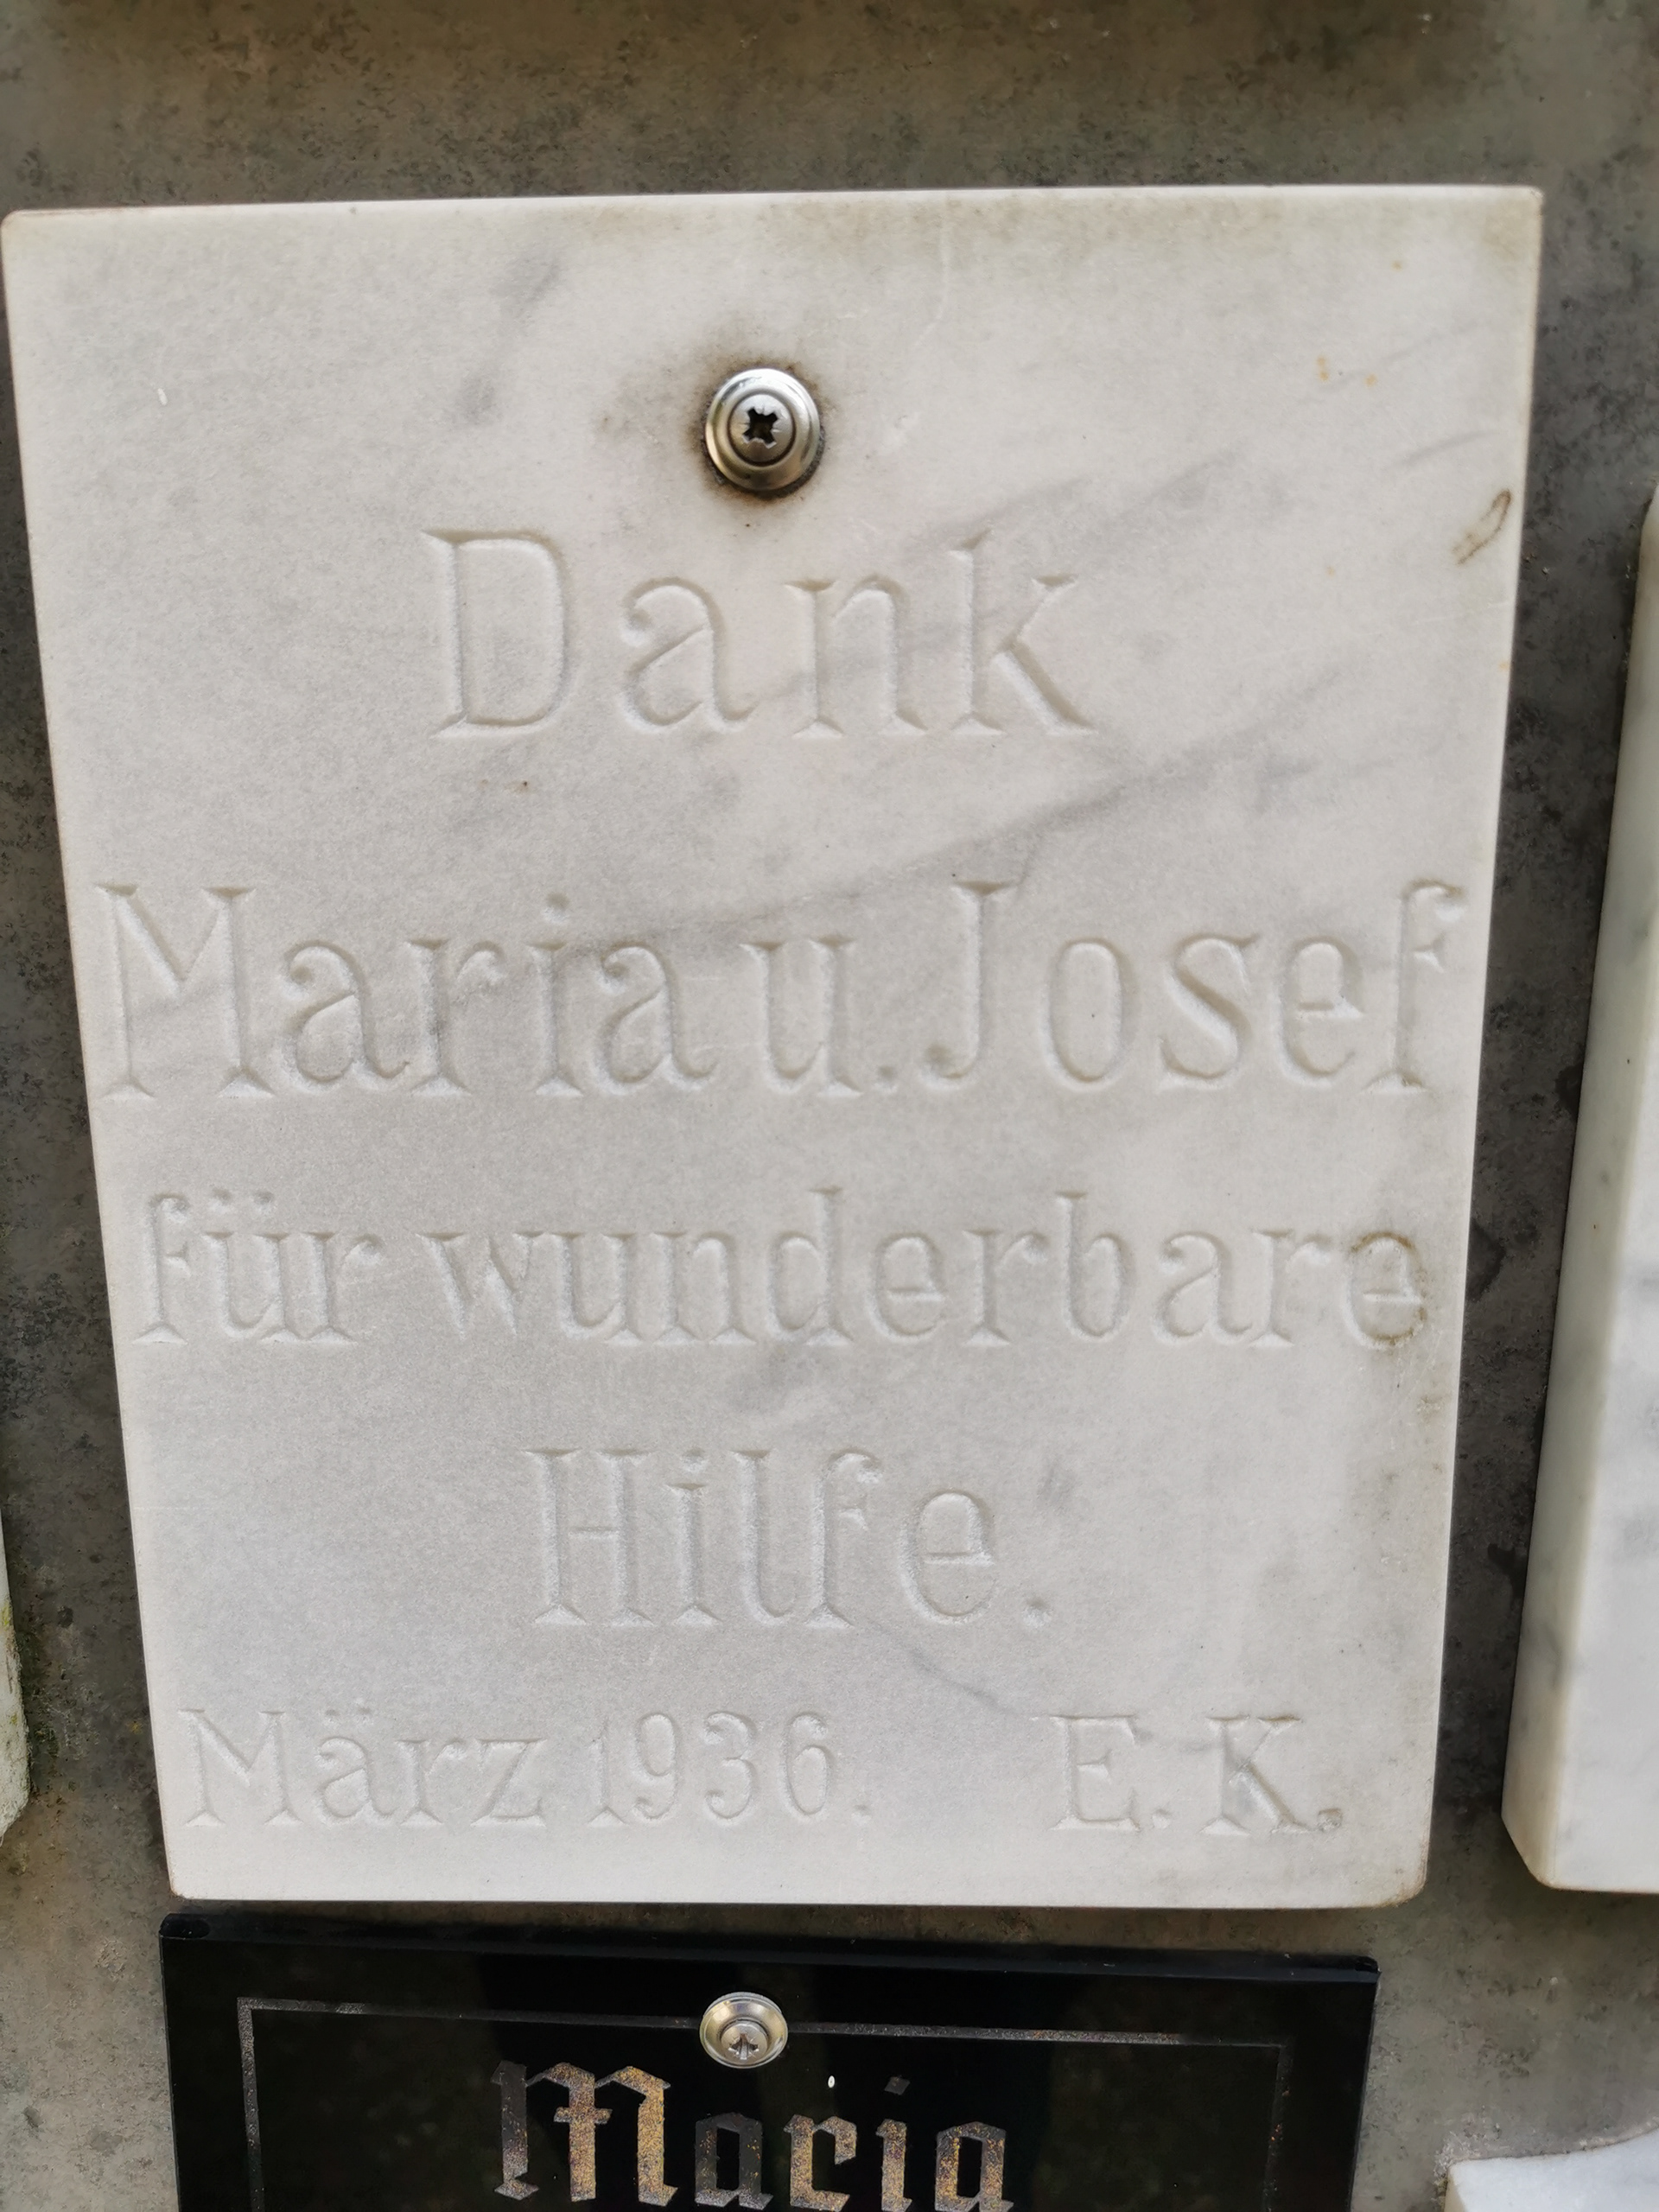 Dank
Maria u. Josef
für wunderbare
Hilfe.
März 1936. E. K.
Maria